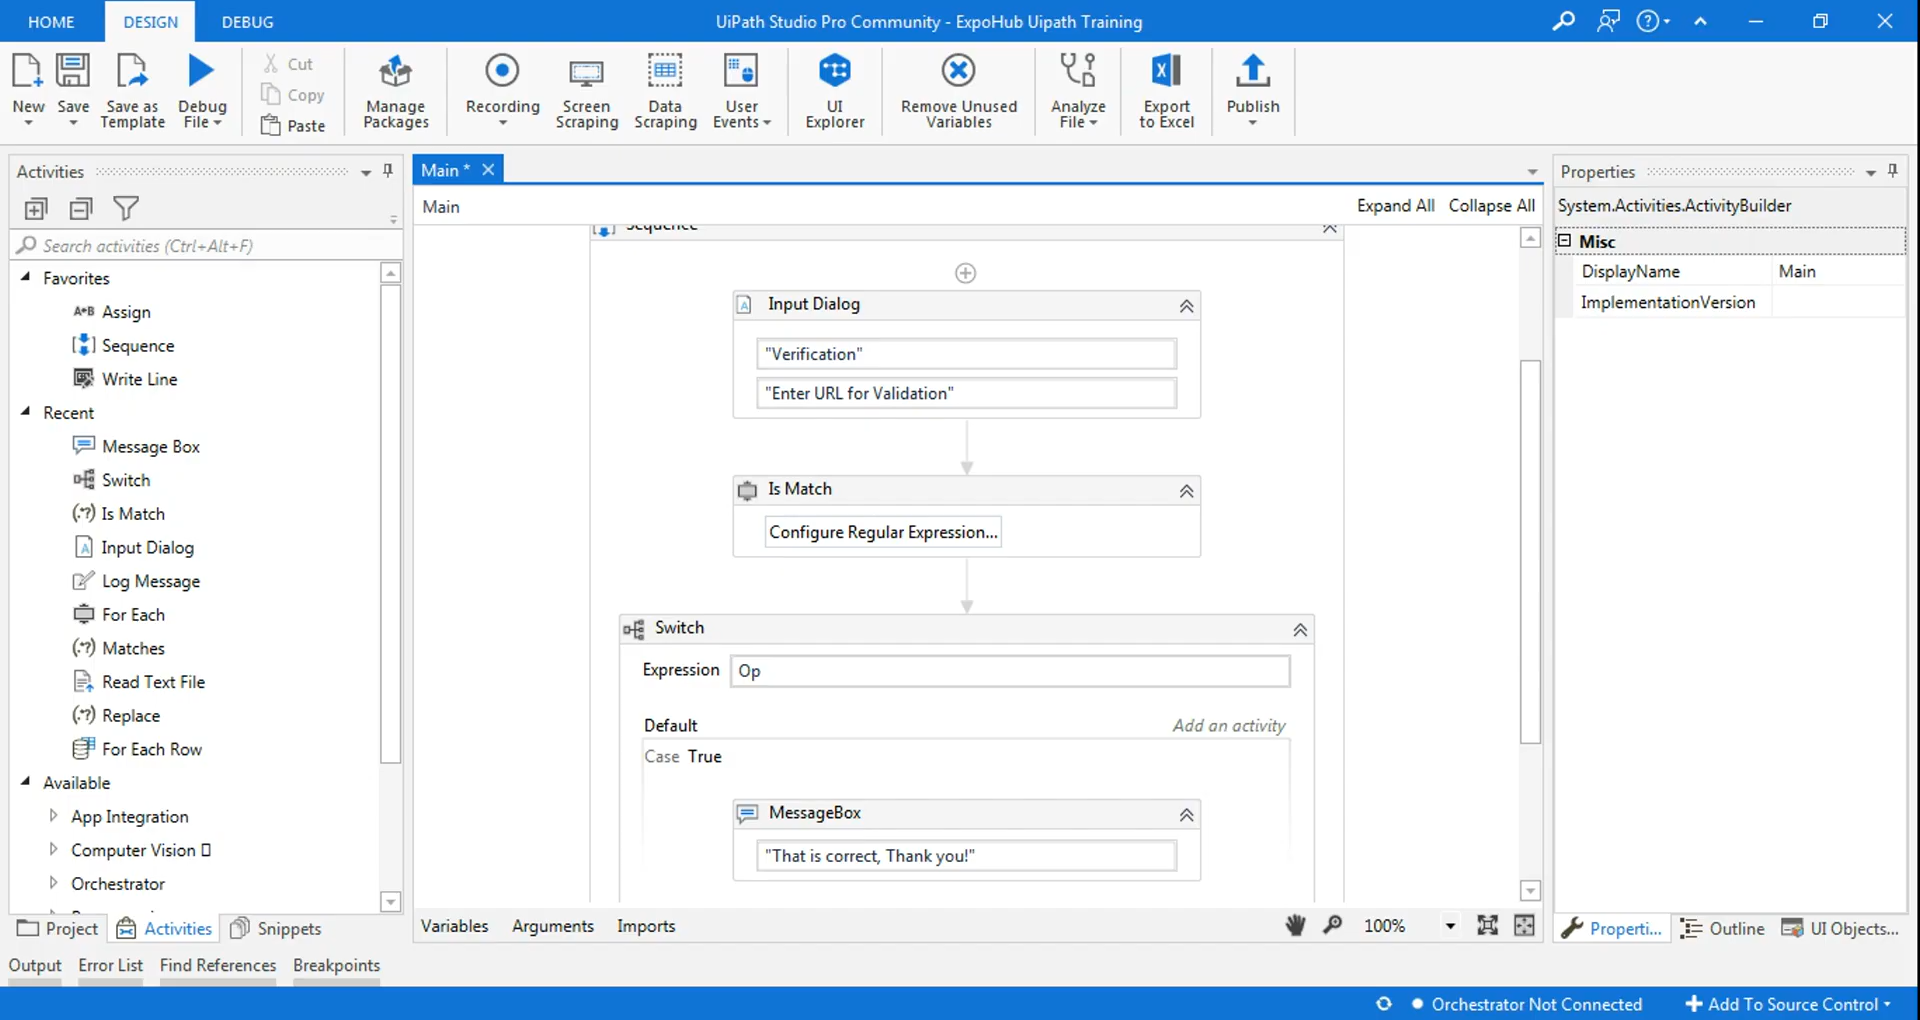 HOME DESIGN DEBUG UiPath Studio Pro Community - ExpoHub Uipath Training
New Save Save as Template Debug File Cut Copy Paste Manage Packages Recording Screen Scraping Data Scraping User Events UI Explorer Remove Unused Variables Analyze File Export to Excel Publish
Activities
Search activities (Ctrl+Alt+F)
Favorites
Assign
Sequence
Write Line
Recent
Message Box
Switch
Is Match
Input Dialog
Log Message
For Each
Matches
Read Text File
Replace
For Each Row
Available
App Integration
Computer Vision
Orchestrator
Project Activities Snippets
Main *
Main Expand All Collapse All
Sequence
Input Dialog
"Verification"
"Enter URL for Validation"
Is Match
Configure Regular Expression...
Switch
Expression Op
Default Add an activity
Case True
MessageBox
"That is correct, Thank you!"
Variables Arguments Imports 100%
Properties
System.Activities.ActivityBuilder
Misc
DisplayName Main
ImplementationVersion
Properti... Outline UI Objects...
Output Error List Find References Breakpoints
Orchestrator Not Connected Add To Source Control